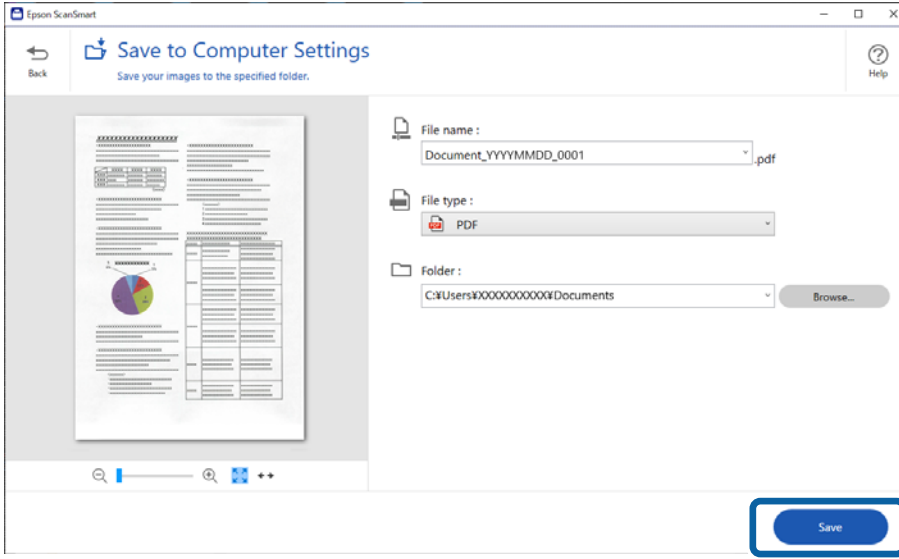 Epson ScanSmart
Back
Save to Computer Settings
Save your images to the specified folder.
Help
File name :
Document_YYYYMMDD_0001
.pdf
File type :
PDF
Folder :
C:¥Users¥XXXXXXXXXXX¥Documents
Browse...
Save